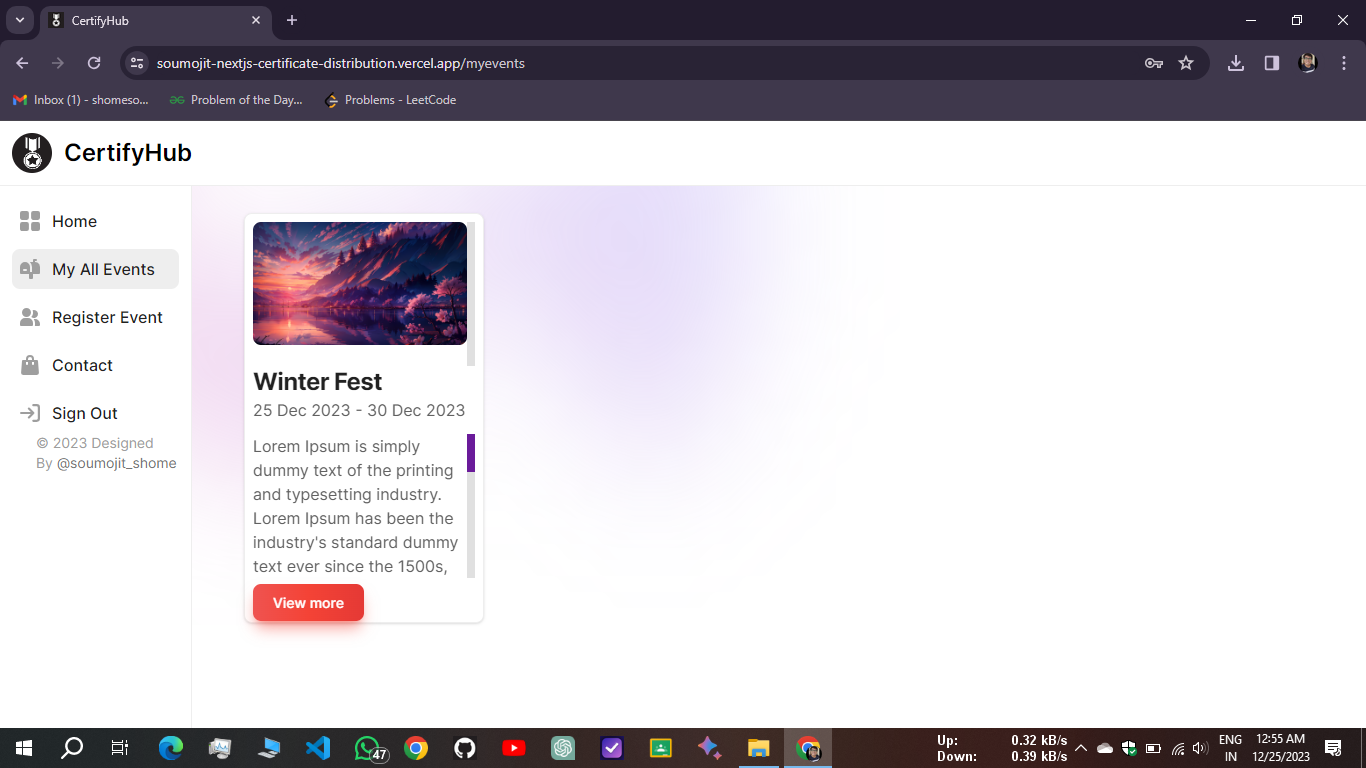 CertifyHub
soumojit-nextjs-certificate-distribution.vercel.app/myevents
Inbox (1) - shomeso...
Problem of the Day...
Problems - LeetCode
CertifyHub
Home
My All Events
Register Event
Contact
Sign Out
© 2023 Designed
By @soumojit_shome
Winter Fest
25 Dec 2023 - 30 Dec 2023
Lorem Ipsum is simply
dummy text of the printing
and typesetting industry.
Lorem Ipsum has been the
industry's standard dummy
text ever since the 1500s,
View more
47
Up: 0.32 kB/s
Down: 0.39 kB/s
ENG
IN
12:55 AM
12/25/2023